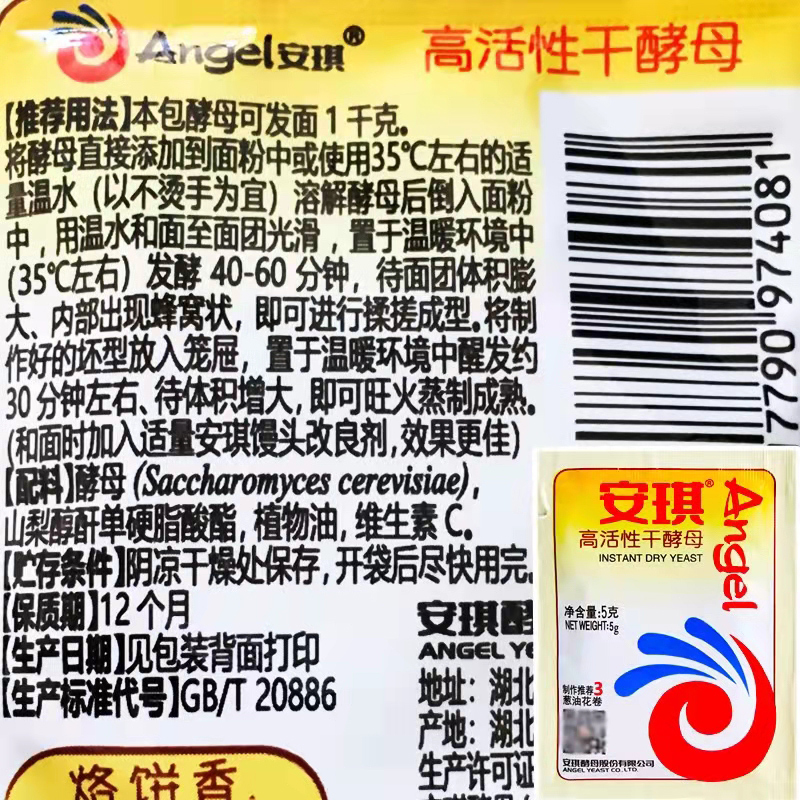 Angel安琪®
高活性干酵母
【推荐用法】本包酵母可发面1千克。
将酵母直接添加到面粉中或使用35℃左右的适
量温水（以不烫手为宜）溶解酵母后倒入面粉
中，用温水和面至面团光滑，置于温暖环境中
(35℃左右）发酵 40-60 分钟，待面团体积膨
大、内部出现蜂窝状，即可进行揉搓成型。将制
作好的坯型放入笼屉，置于温暖环境中醒发约
30分钟左右、待体积增大，即可旺火蒸制成熟。
(和面时加入适量安琪馒头改良剂,效果更佳)
【配料】酵母 (Saccharomyces cerevisiae)，
山梨醇酐单硬脂酸酯，植物油，维生素 C。
【贮存条件】阴凉干燥处保存，开袋后尽快用完。
【保质期】12个月
【生产日期】见包装背面打印
【生产标准代号】GB/T 20886
安琪酵
ANGEL YE
地址：湖北
产地：湖北
生产许可证
烙饼香,
7790 974081
安琪®
Angel
高活性干酵母
INSTANT DRY YEAST
净含量:5克
NET WEIGHT:5g
制作推荐3
葱油花卷
安琪酵母股份有限公司
ANGEL YEAST CO.,LTD.